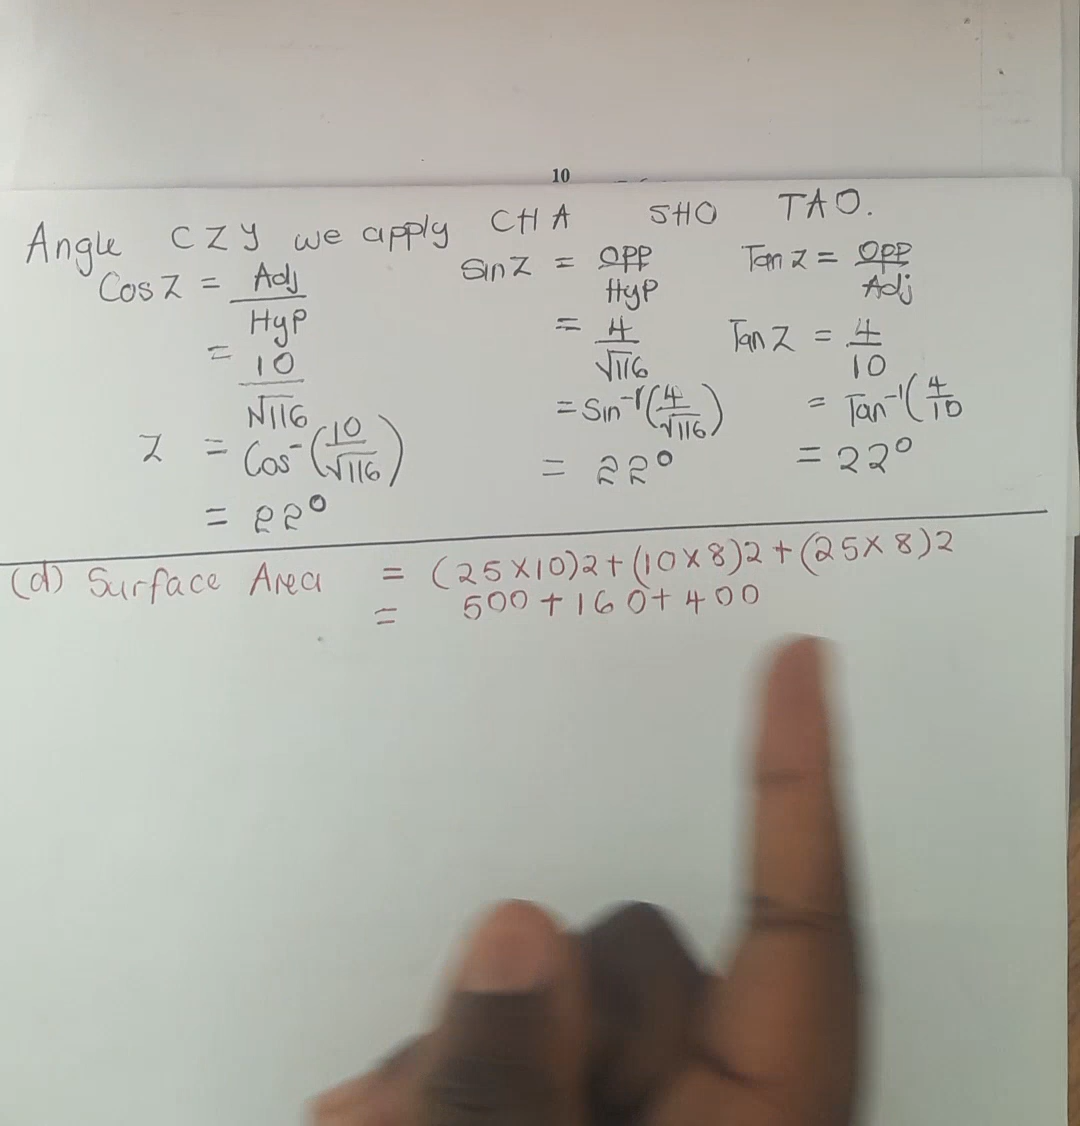 10
Angle CZY we apply CHA SHO TAO.
Cos Z = Adj/Hyp
= 10/√116
Z = Cos⁻(10/√116)
= 22°
Sin Z = OPP/HYP
= 4/√116
= Sin⁻¹(4/√116)
= 22°
Tan Z = OPP/Adj
Tan Z = 4/10
= Tan⁻¹(4/10
= 22°
(d) Surface Area = (25×10)2+(10×8)2+(25×8)2
= 500+160+400